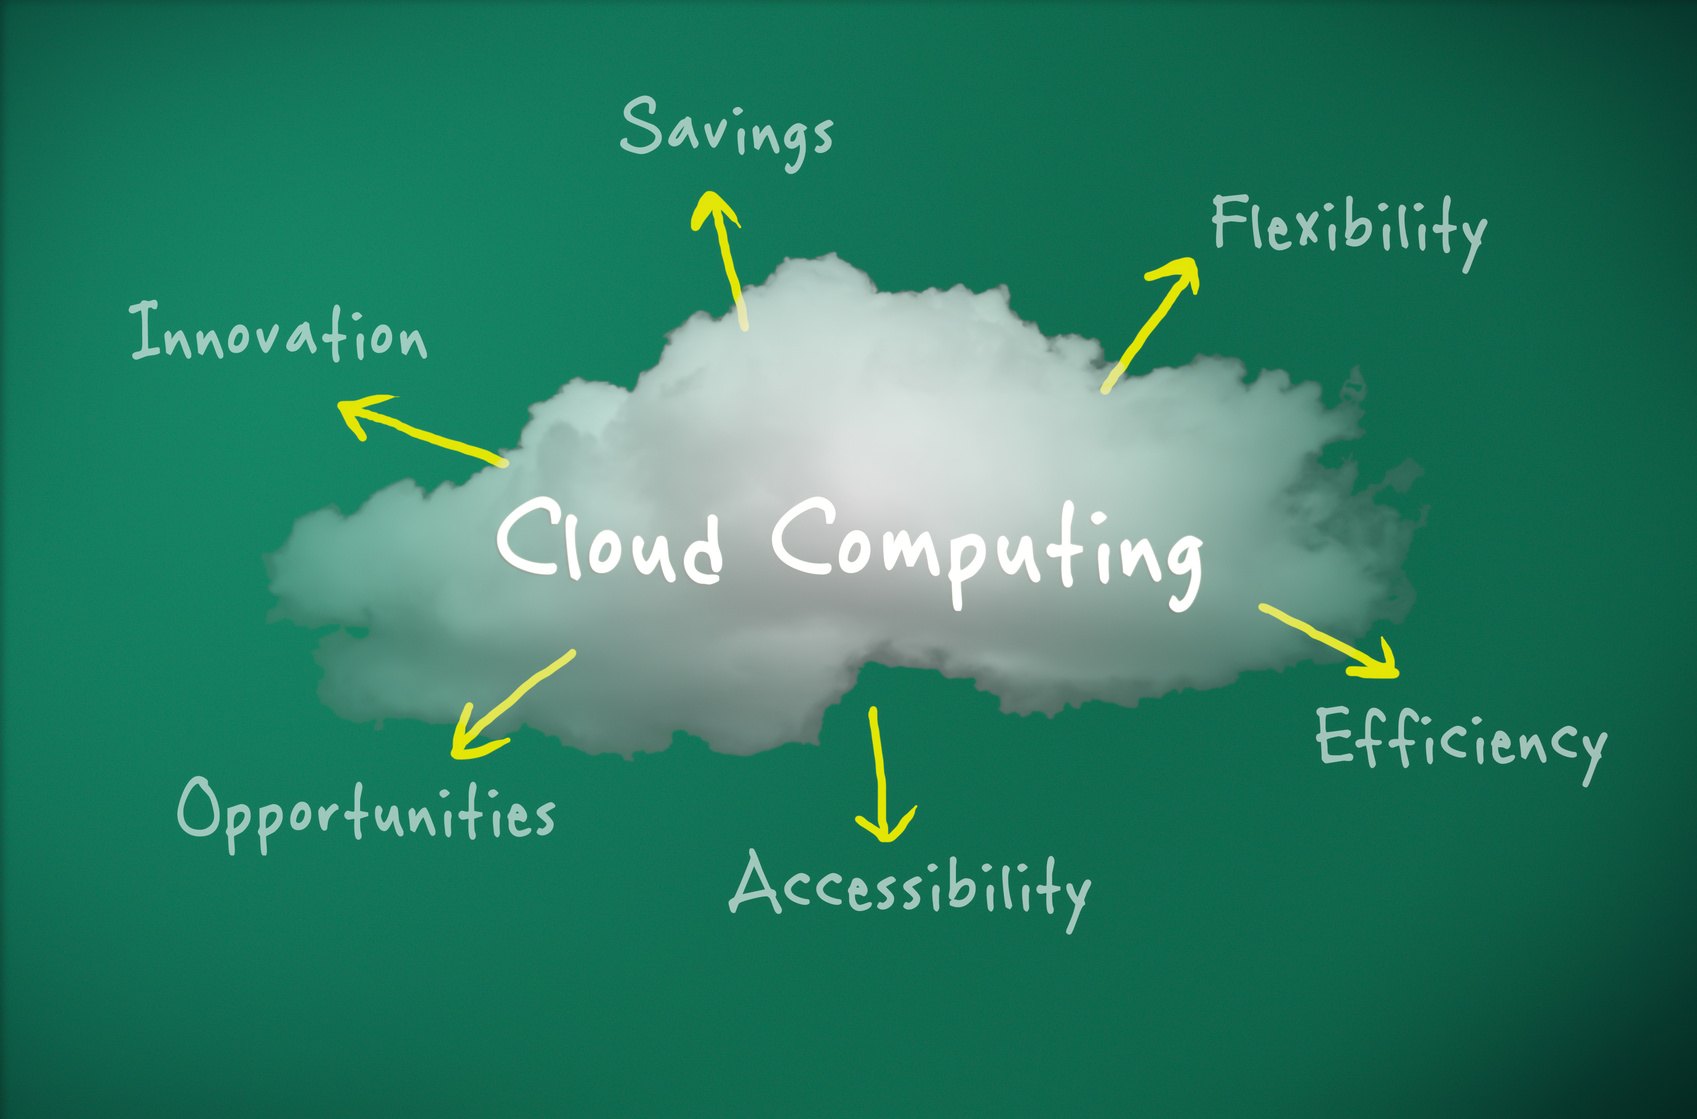 Savings
Flexibility
Innovation
Cloud Computing
Efficiency
Opportunities
Accessibility